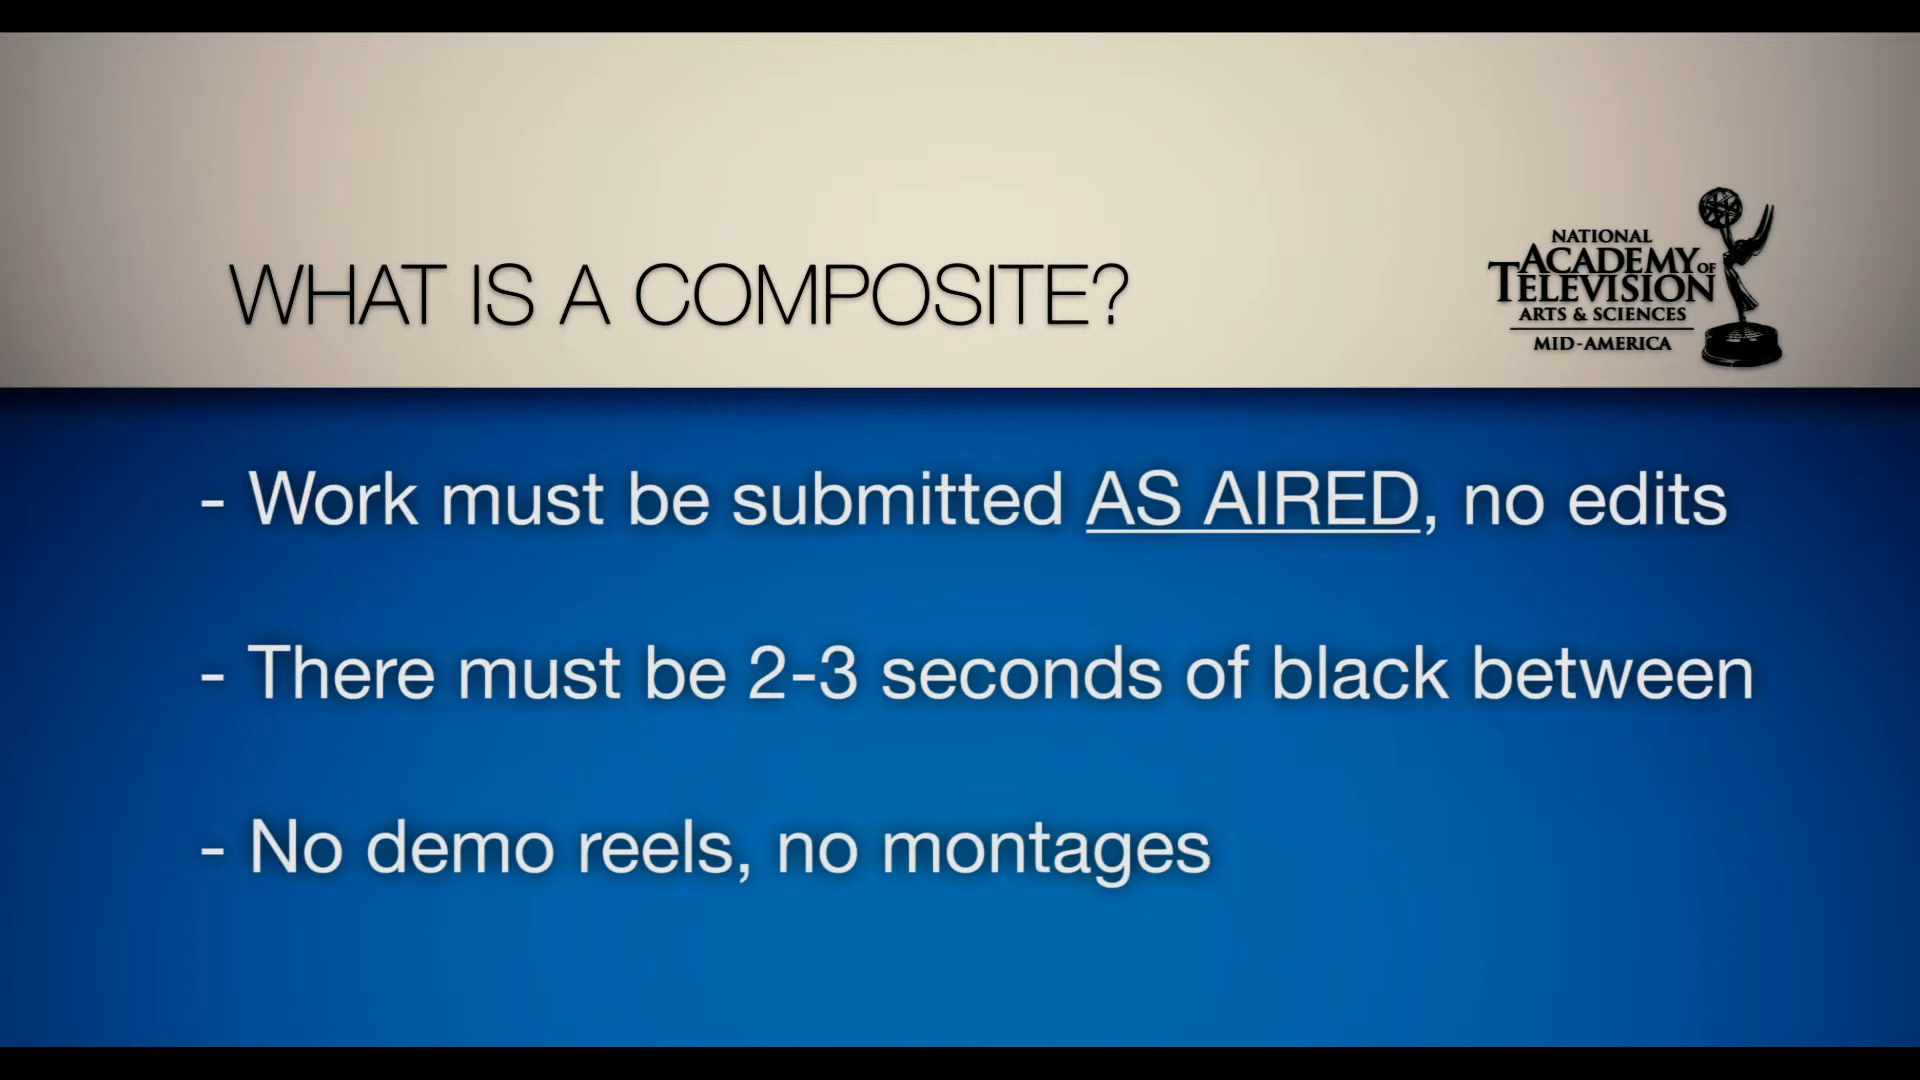 WHAT IS A COMPOSITE?
NATIONAL
ACADEMY OF
TELEVISION
ARTS & SCIENCES
MID-AMERICA
- Work must be submitted AS AIRED, no edits
- There must be 2-3 seconds of black between
- No demo reels, no montages